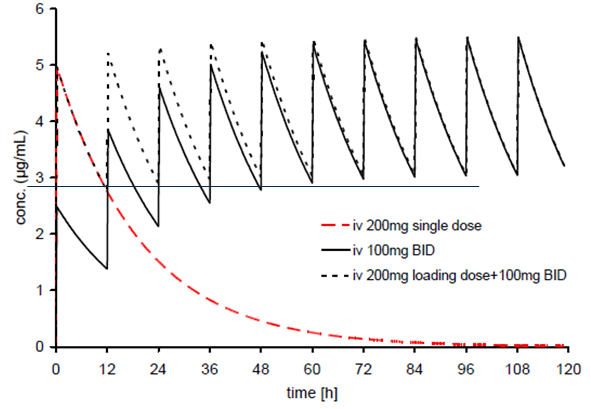 6
5
4
3
2
1
0
conc. (µg/mL)
iv 200mg single dose
iv 100mg BID
iv 200mg loading dose+100mg BID
0 12 24 36 48 60 72 84 96 108 120
time [h]